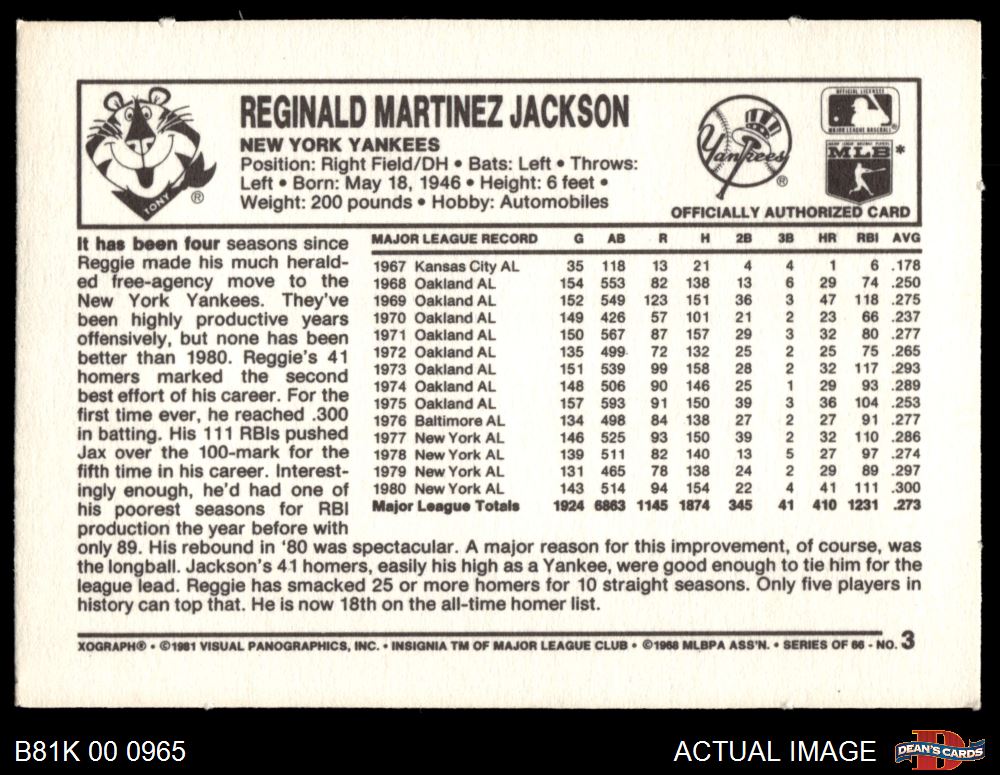 TONY ®
REGINALD MARTINEZ JACKSON
NEW YORK YANKEES
Position: Right Field/DH • Bats: Left • Throws:
Left • Born: May 18, 1946 • Height: 6 feet •
Weight: 200 pounds • Hobby: Automobiles
Yankees ®
OFFICIAL LICENSEE
MAJOR LEAGUE BASEBALL
MAJOR LEAGUE BASEBALL PLAYERS
MLB *
OFFICIALLY AUTHORIZED CARD
It has been four seasons since
Reggie made his much herald-
ed free-agency move to the
New York Yankees. They've
been highly productive years
offensively, but none has been
better than 1980. Reggie's 41
homers marked the second
best effort of his career. For the
first time ever, he reached .300
in batting. His 111 RBIs pushed
Jax over the 100-mark for the
fifth time in his career. Interest-
ingly enough, he'd had one of
his poorest seasons for RBI
production the year before with
only 89. His rebound in '80 was spectacular. A major reason for this improvement, of course, was
the longball. Jackson's 41 homers, easily his high as a Yankee, were good enough to tie him for the
league lead. Reggie has smacked 25 or more homers for 10 straight seasons. Only five players in
history can top that. He is now 18th on the all-time homer list.
MAJOR LEAGUE RECORD G AB R H 2B 3B HR RBI AVG
1967 Kansas City AL 35 118 13 21 4 4 1 6 .178
1968 Oakland AL 154 553 82 138 13 6 29 74 .250
1969 Oakland AL 152 549 123 151 36 3 47 118 .275
1970 Oakland AL 149 426 57 101 21 2 23 66 .237
1971 Oakland AL 150 567 87 157 29 3 32 80 .277
1972 Oakland AL 135 499 72 132 25 2 25 75 .265
1973 Oakland AL 151 539 99 158 28 2 32 117 .293
1974 Oakland AL 148 506 90 146 25 1 29 93 .289
1975 Oakland AL 157 593 91 150 39 3 36 104 .253
1976 Baltimore AL 134 498 84 138 27 2 27 91 .277
1977 New York AL 146 525 93 150 39 2 32 110 .286
1978 New York AL 139 511 82 140 13 5 27 97 .274
1979 New York AL 131 465 78 138 24 2 29 89 .297
1980 New York AL 143 514 94 154 22 4 41 111 .300
Major League Totals 1924 6863 1145 1874 345 41 410 1231 .273
XOGRAPH® • ©1981 VISUAL PANOGRAPHICS, INC. • INSIGNIA TM OF MAJOR LEAGUE CLUB • ©1968 MLBPA ASS'N. • SERIES OF 66 - NO. 3
B81K 00 0965
ACTUAL IMAGE
DEAN'S CARDS